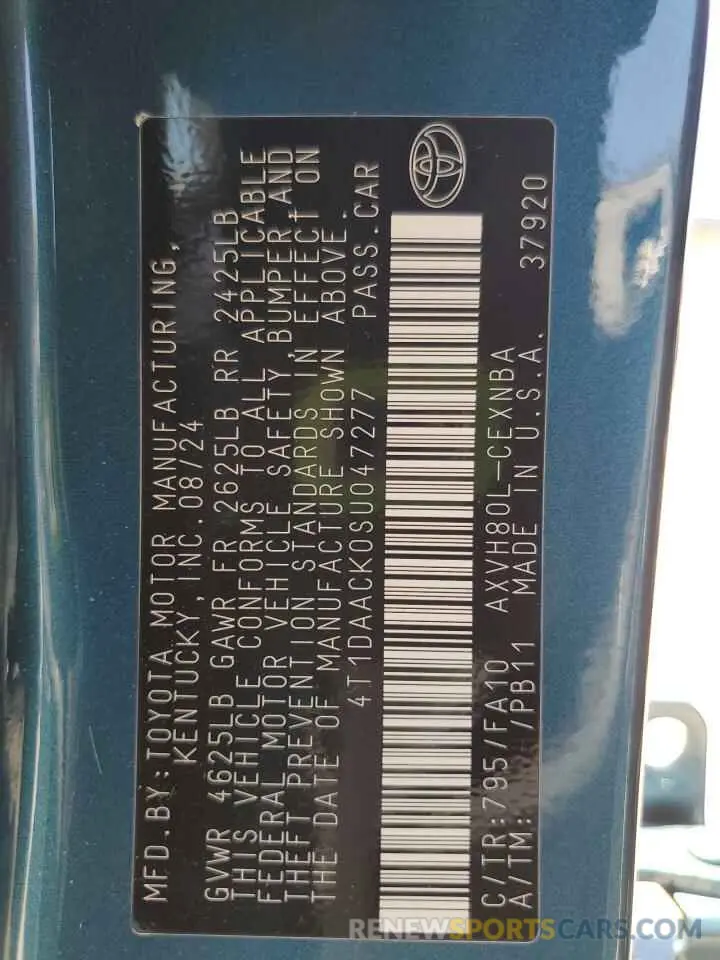 MFD.BY:TOYOTA MOTOR MANUFACTURING,
KENTUCKY,INC.08/24
GVWR 4625LB GAWR FR 2625LB RR 2425LB
THIS VEHICLE CONFORMS TO ALL APPLICABLE
FEDERAL MOTOR VEHICLE SAFETY,BUMPER,AND
THEFT PREVENTION STANDARDS IN EFFECT ON
THE DATE OF MANUFACTURE SHOWN ABOVE.
4T1DAACK0SU047277 PASS.CAR
C/TR:795/FA10 AXVH80L-CEXNBA 37920
A/TM: /PB11 MADE IN U.S.A.
RENEWSPORTSCARS.COM